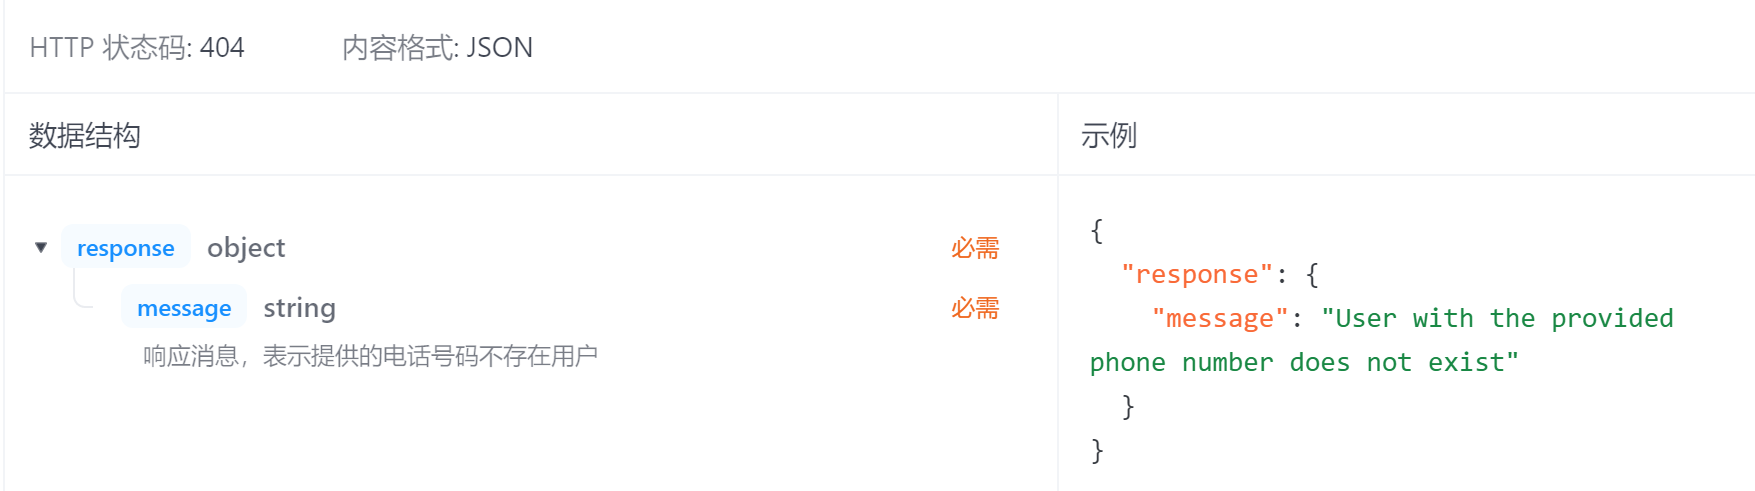 HTTP 状态码: 404 内容格式: JSON
数据结构
示例
response object 必需
message string 必需
响应消息，表示提供的电话号码不存在用户
{
"response": {
"message": "User with the provided
phone number does not exist"
}
}